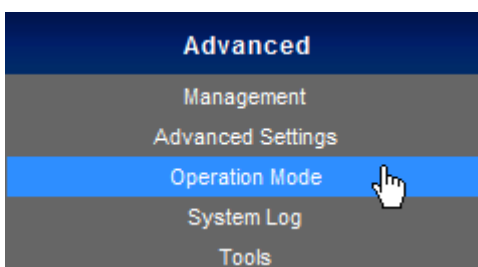 Advanced
Management
Advanced Settings
Operation Mode
System Log
Tools